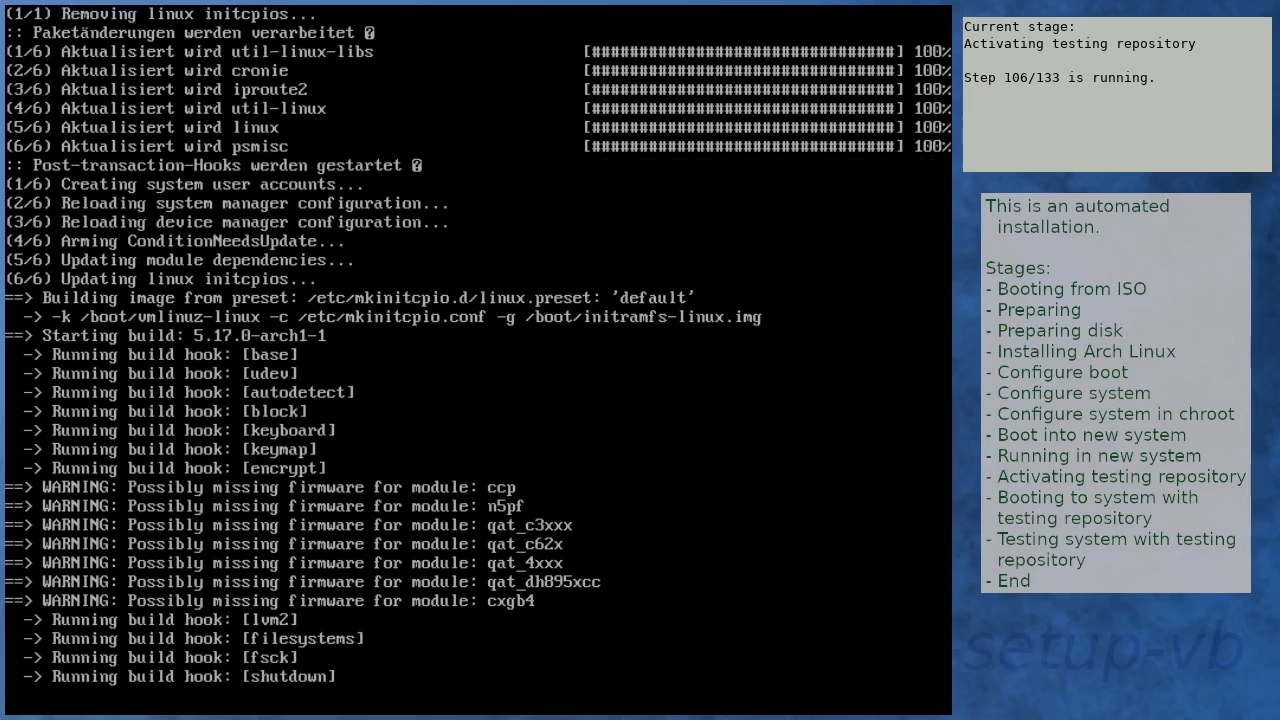 (1/1) Removing linux initcpios...
:: Paketänderungen werden verarbeitet �
(1/6) Aktualisiert wird util-linux-libs [################################] 100%
(2/6) Aktualisiert wird cronie [################################] 100%
(3/6) Aktualisiert wird iproute2 [################################] 100%
(4/6) Aktualisiert wird util-linux [################################] 100%
(5/6) Aktualisiert wird linux [################################] 100%
(6/6) Aktualisiert wird psmisc [################################] 100%
:: Post-transaction-Hooks werden gestartet �
(1/6) Creating system user accounts...
(2/6) Reloading system manager configuration...
(3/6) Reloading device manager configuration...
(4/6) Arming ConditionNeedsUpdate...
(5/6) Updating module dependencies...
(6/6) Updating linux initcpios...
==> Building image from preset: /etc/mkinitcpio.d/linux.preset: 'default'
-> -k /boot/vmlinuz-linux -c /etc/mkinitcpio.conf -g /boot/initramfs-linux.img
==> Starting build: 5.17.0-arch1-1
-> Running build hook: [base]
-> Running build hook: [udev]
-> Running build hook: [autodetect]
-> Running build hook: [block]
-> Running build hook: [keyboard]
-> Running build hook: [keymap]
-> Running build hook: [encrypt]
==> WARNING: Possibly missing firmware for module: ccp
==> WARNING: Possibly missing firmware for module: n5pf
==> WARNING: Possibly missing firmware for module: qat_c3xxx
==> WARNING: Possibly missing firmware for module: qat_c62x
==> WARNING: Possibly missing firmware for module: qat_4xxx
==> WARNING: Possibly missing firmware for module: qat_dh895xcc
==> WARNING: Possibly missing firmware for module: cxgb4
-> Running build hook: [lvm2]
-> Running build hook: [filesystems]
-> Running build hook: [fsck]
-> Running build hook: [shutdown]
Current stage:
Activating testing repository
Step 106/133 is running.
This is an automated
installation.
Stages:
- Booting from ISO
- Preparing
- Preparing disk
- Installing Arch Linux
- Configure boot
- Configure system
- Configure system in chroot
- Boot into new system
- Running in new system
- Activating testing repository
- Booting to system with
testing repository
- Testing system with testing
repository
- End
-setup-vb